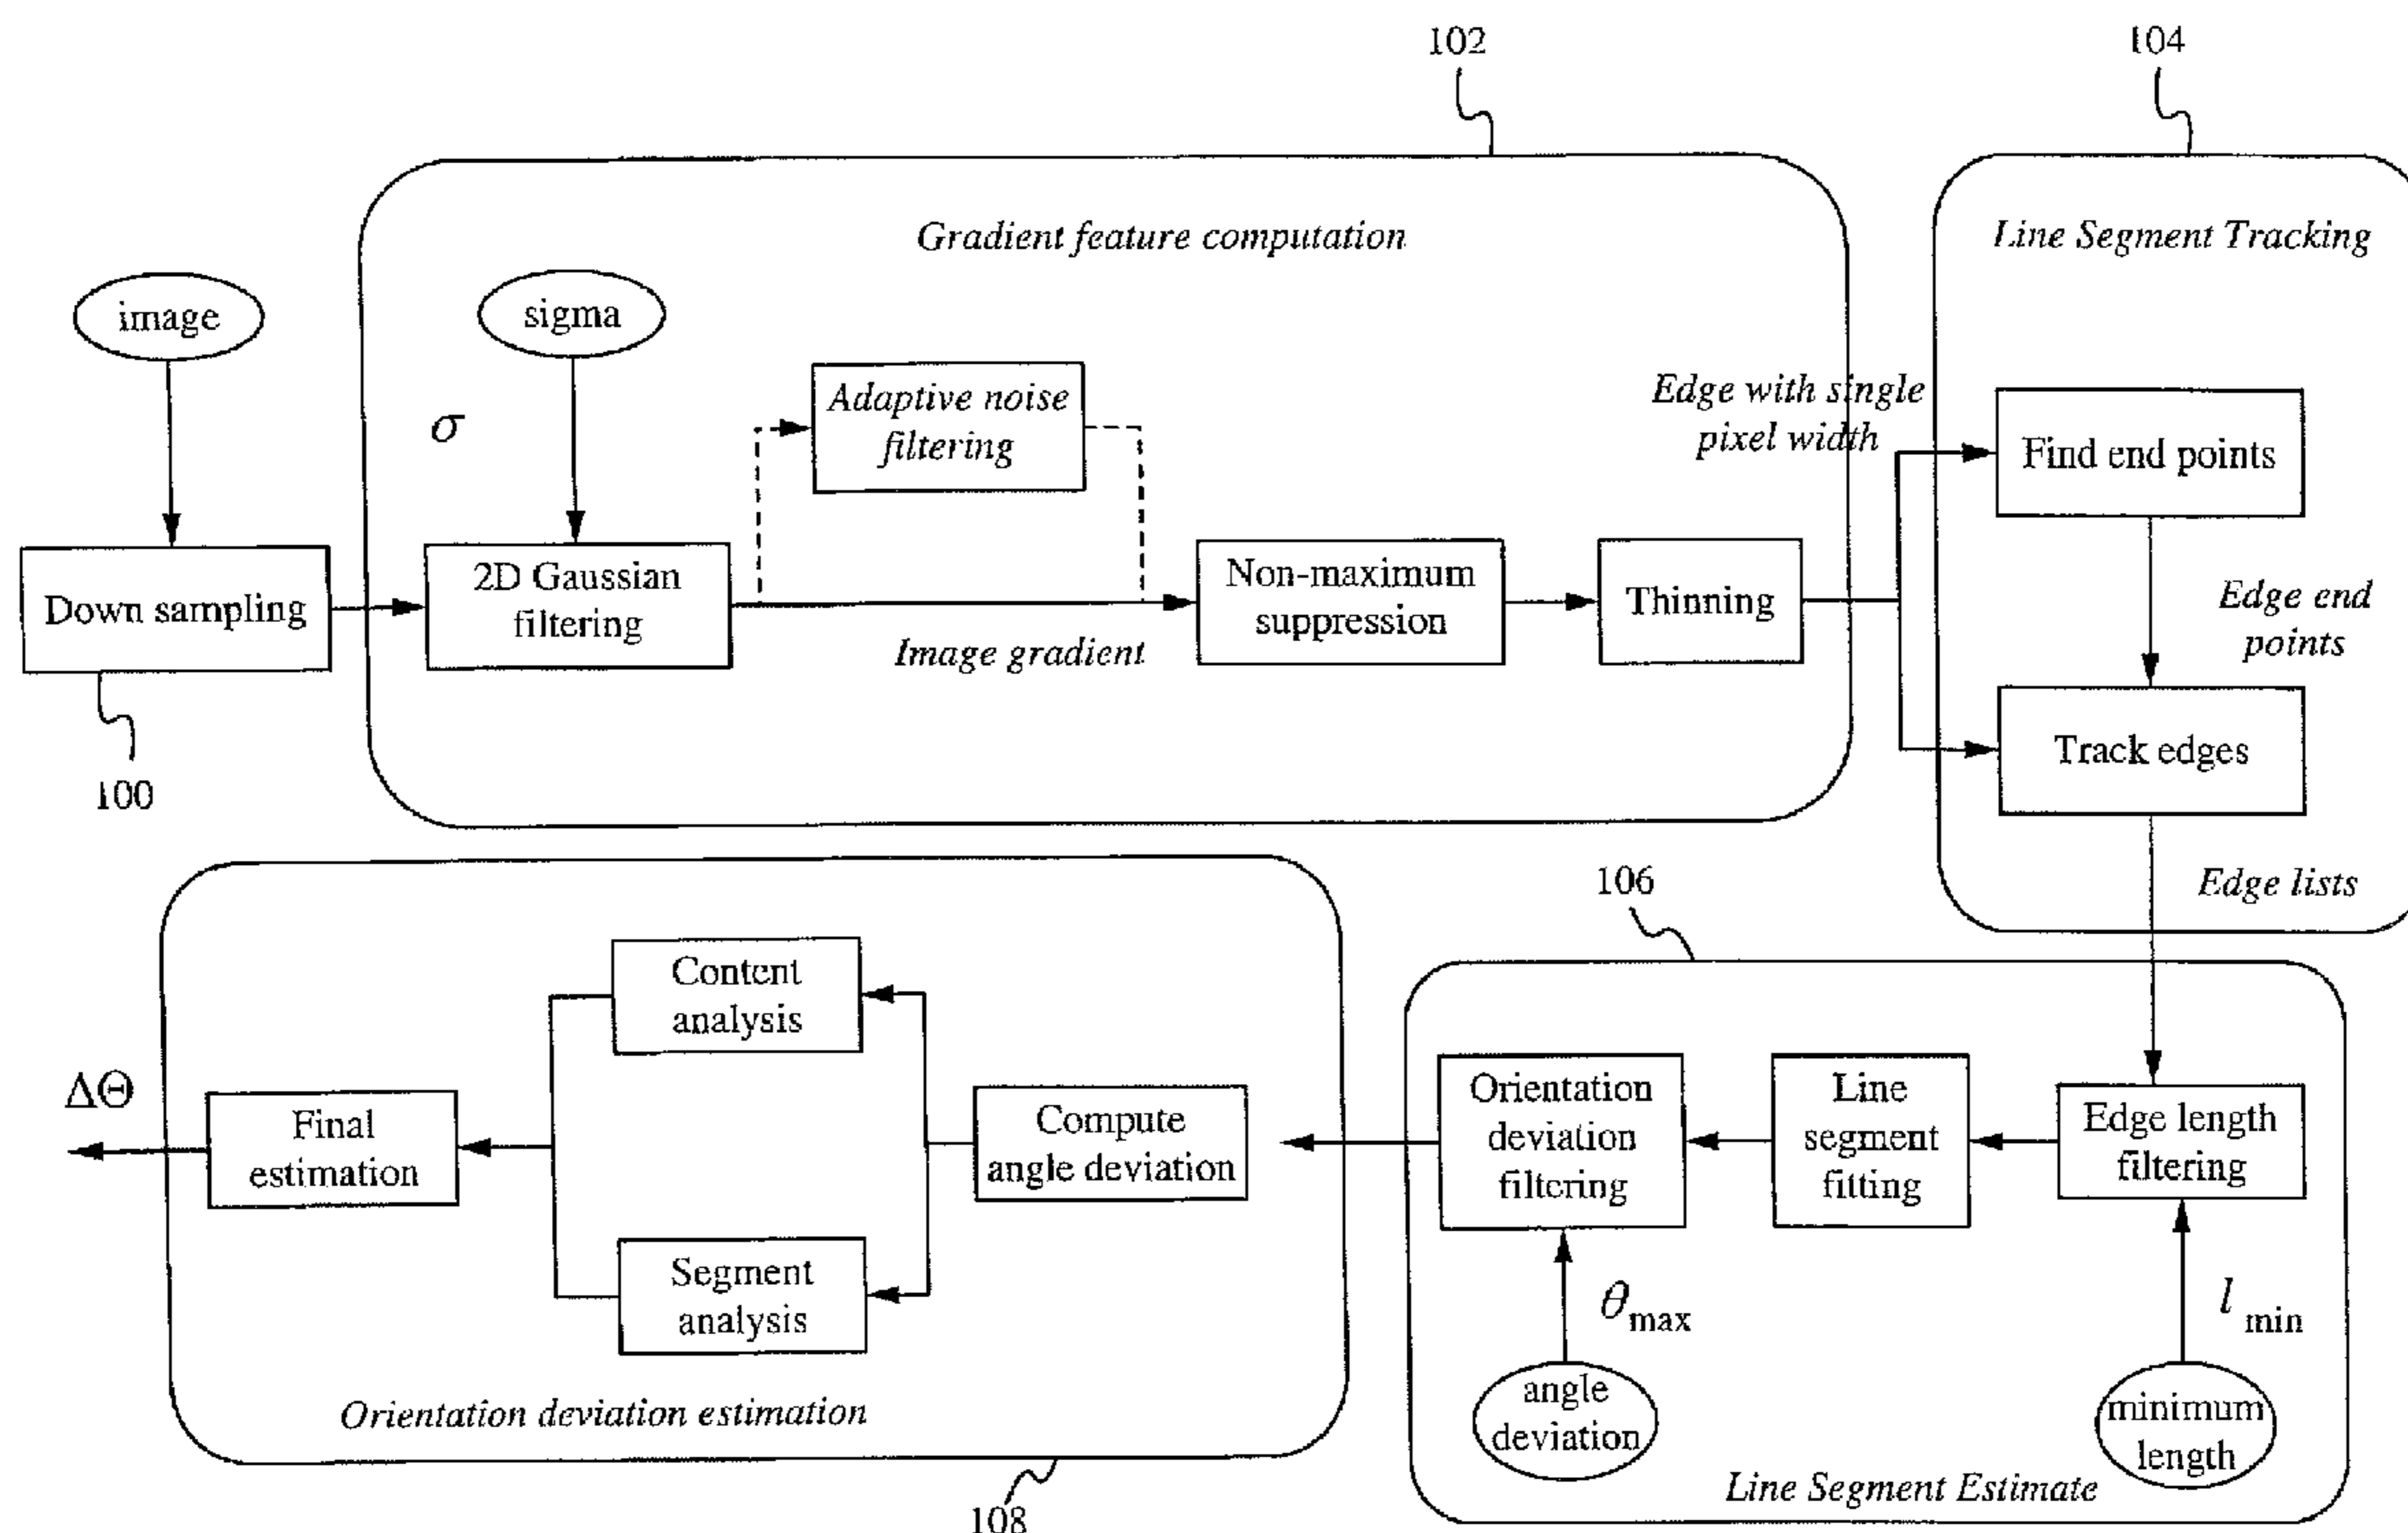 102
104
Gradient feature computation
Line Segment Tracking
image
sigma
σ
Adaptive noise
filtering
Edge with single
pixel width
Find end points
Down sampling
2D Gaussian
filtering
Image gradient
Non-maximum
suppression
Thinning
Edge end
points
Track edges
100
Edge lists
106
Content
analysis
ΔΘ
Final
estimation
Compute
angle deviation
Segment
analysis
Orientation
deviation
filtering
Line
segment
fitting
Edge length
filtering
θmax
l min
angle
deviation
minimum
length
Orientation deviation estimation
Line Segment Estimate
108